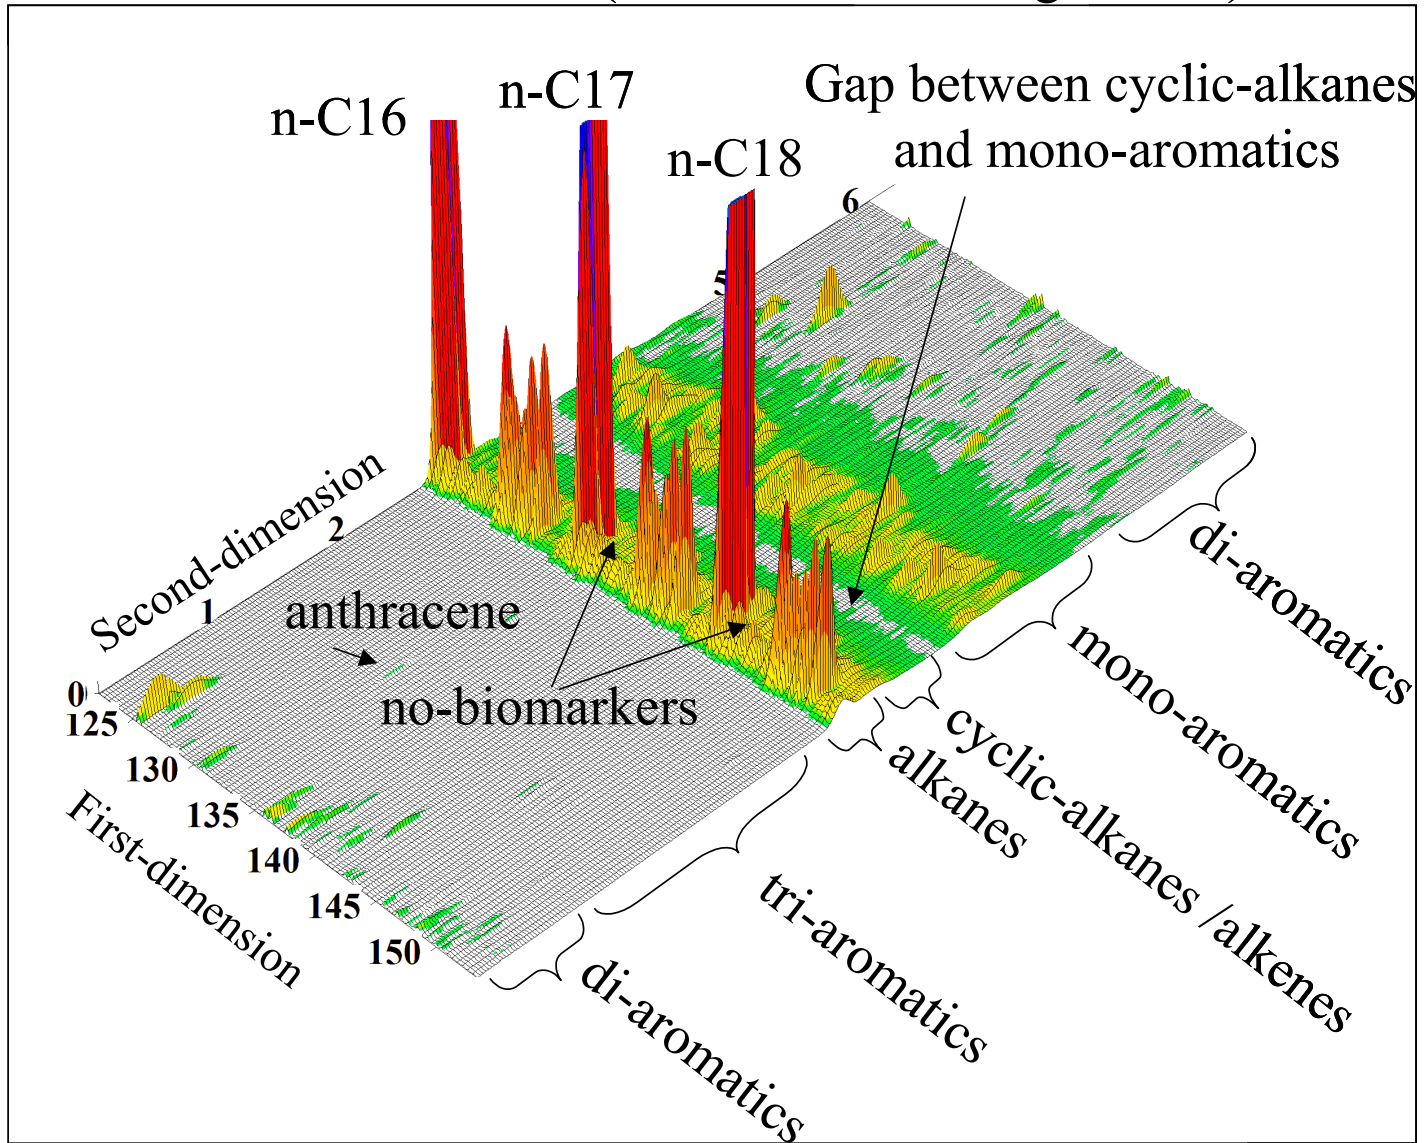 n-C16
n-C17
n-C18
Gap between cyclic-alkanes
and mono-aromatics
6
5
Second-dimension
2
1
0
anthracene
no-biomarkers
125
130
135
140
145
150
First-dimension
di-aromatics
mono-aromatics
cyclic-alkanes /alkenes
alkanes
tri-aromatics
di-aromatics